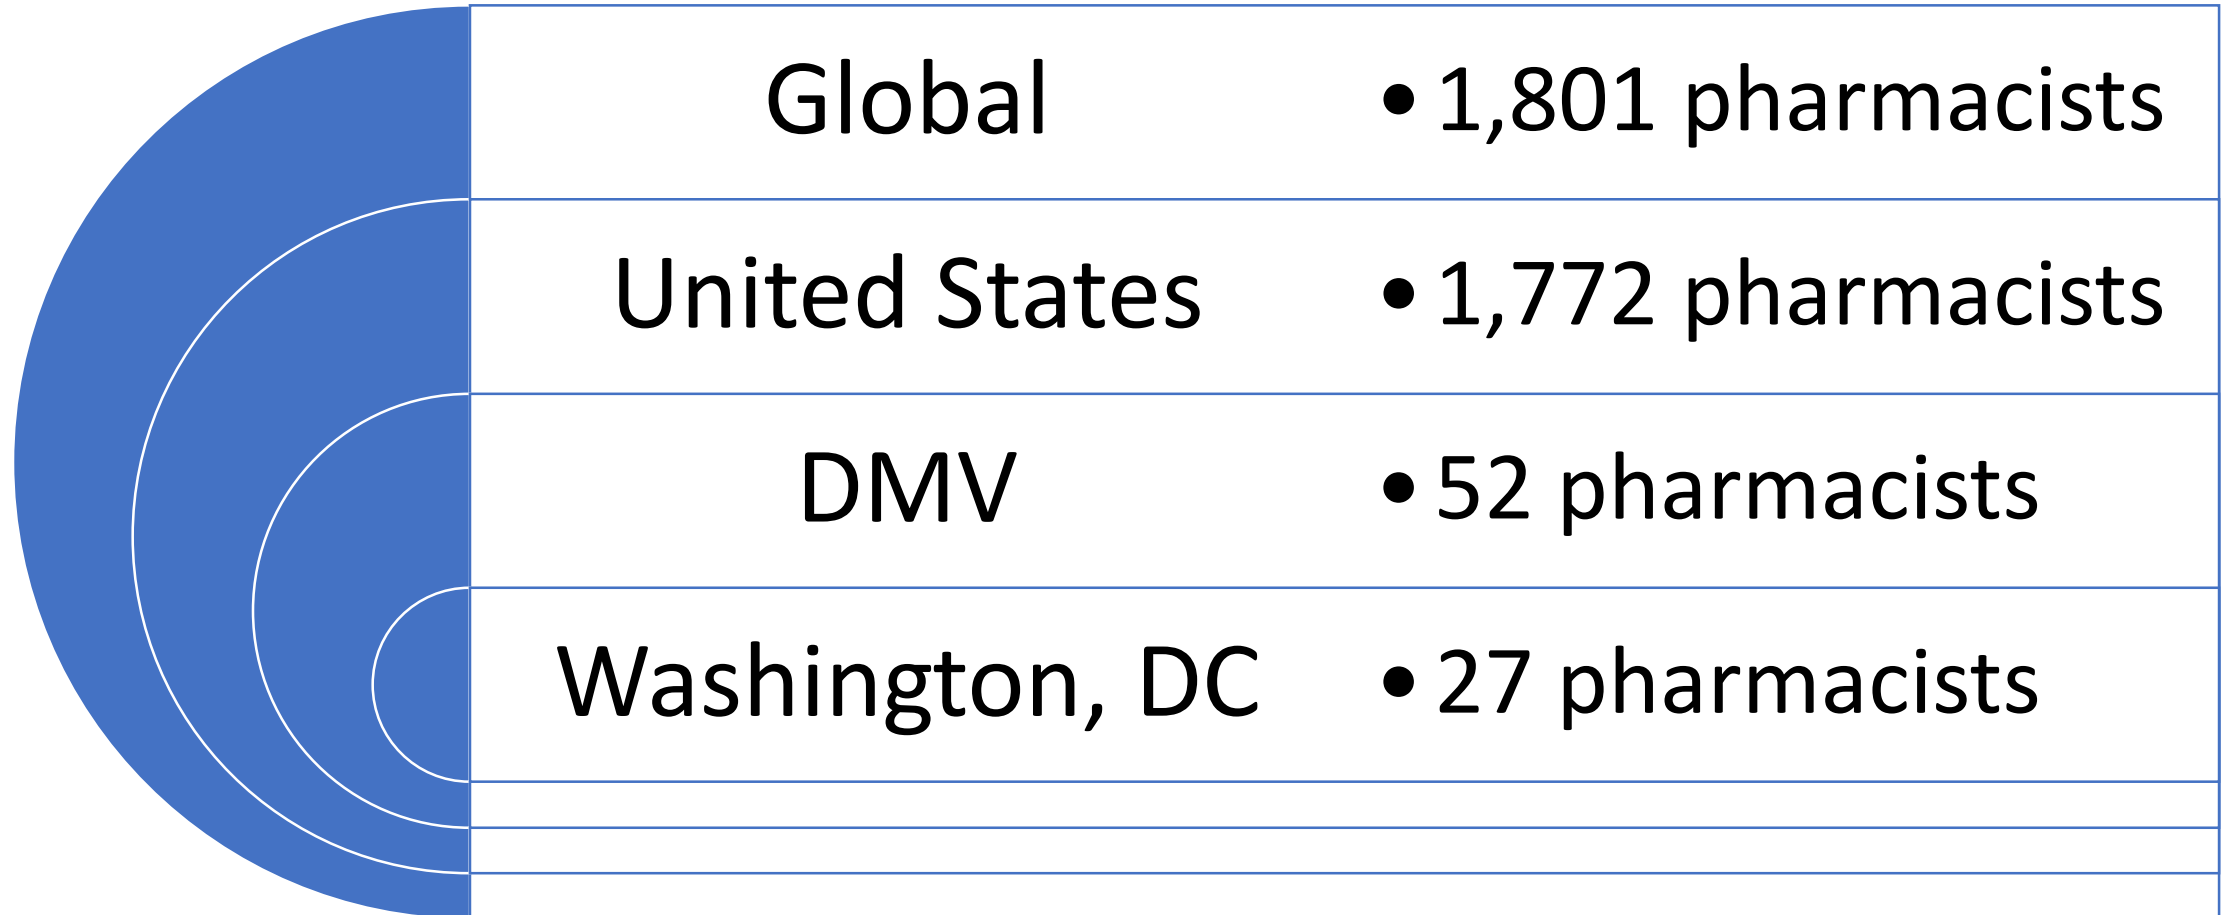 Global • 1,801 pharmacists
United States • 1,772 pharmacists
DMV • 52 pharmacists
Washington, DC • 27 pharmacists